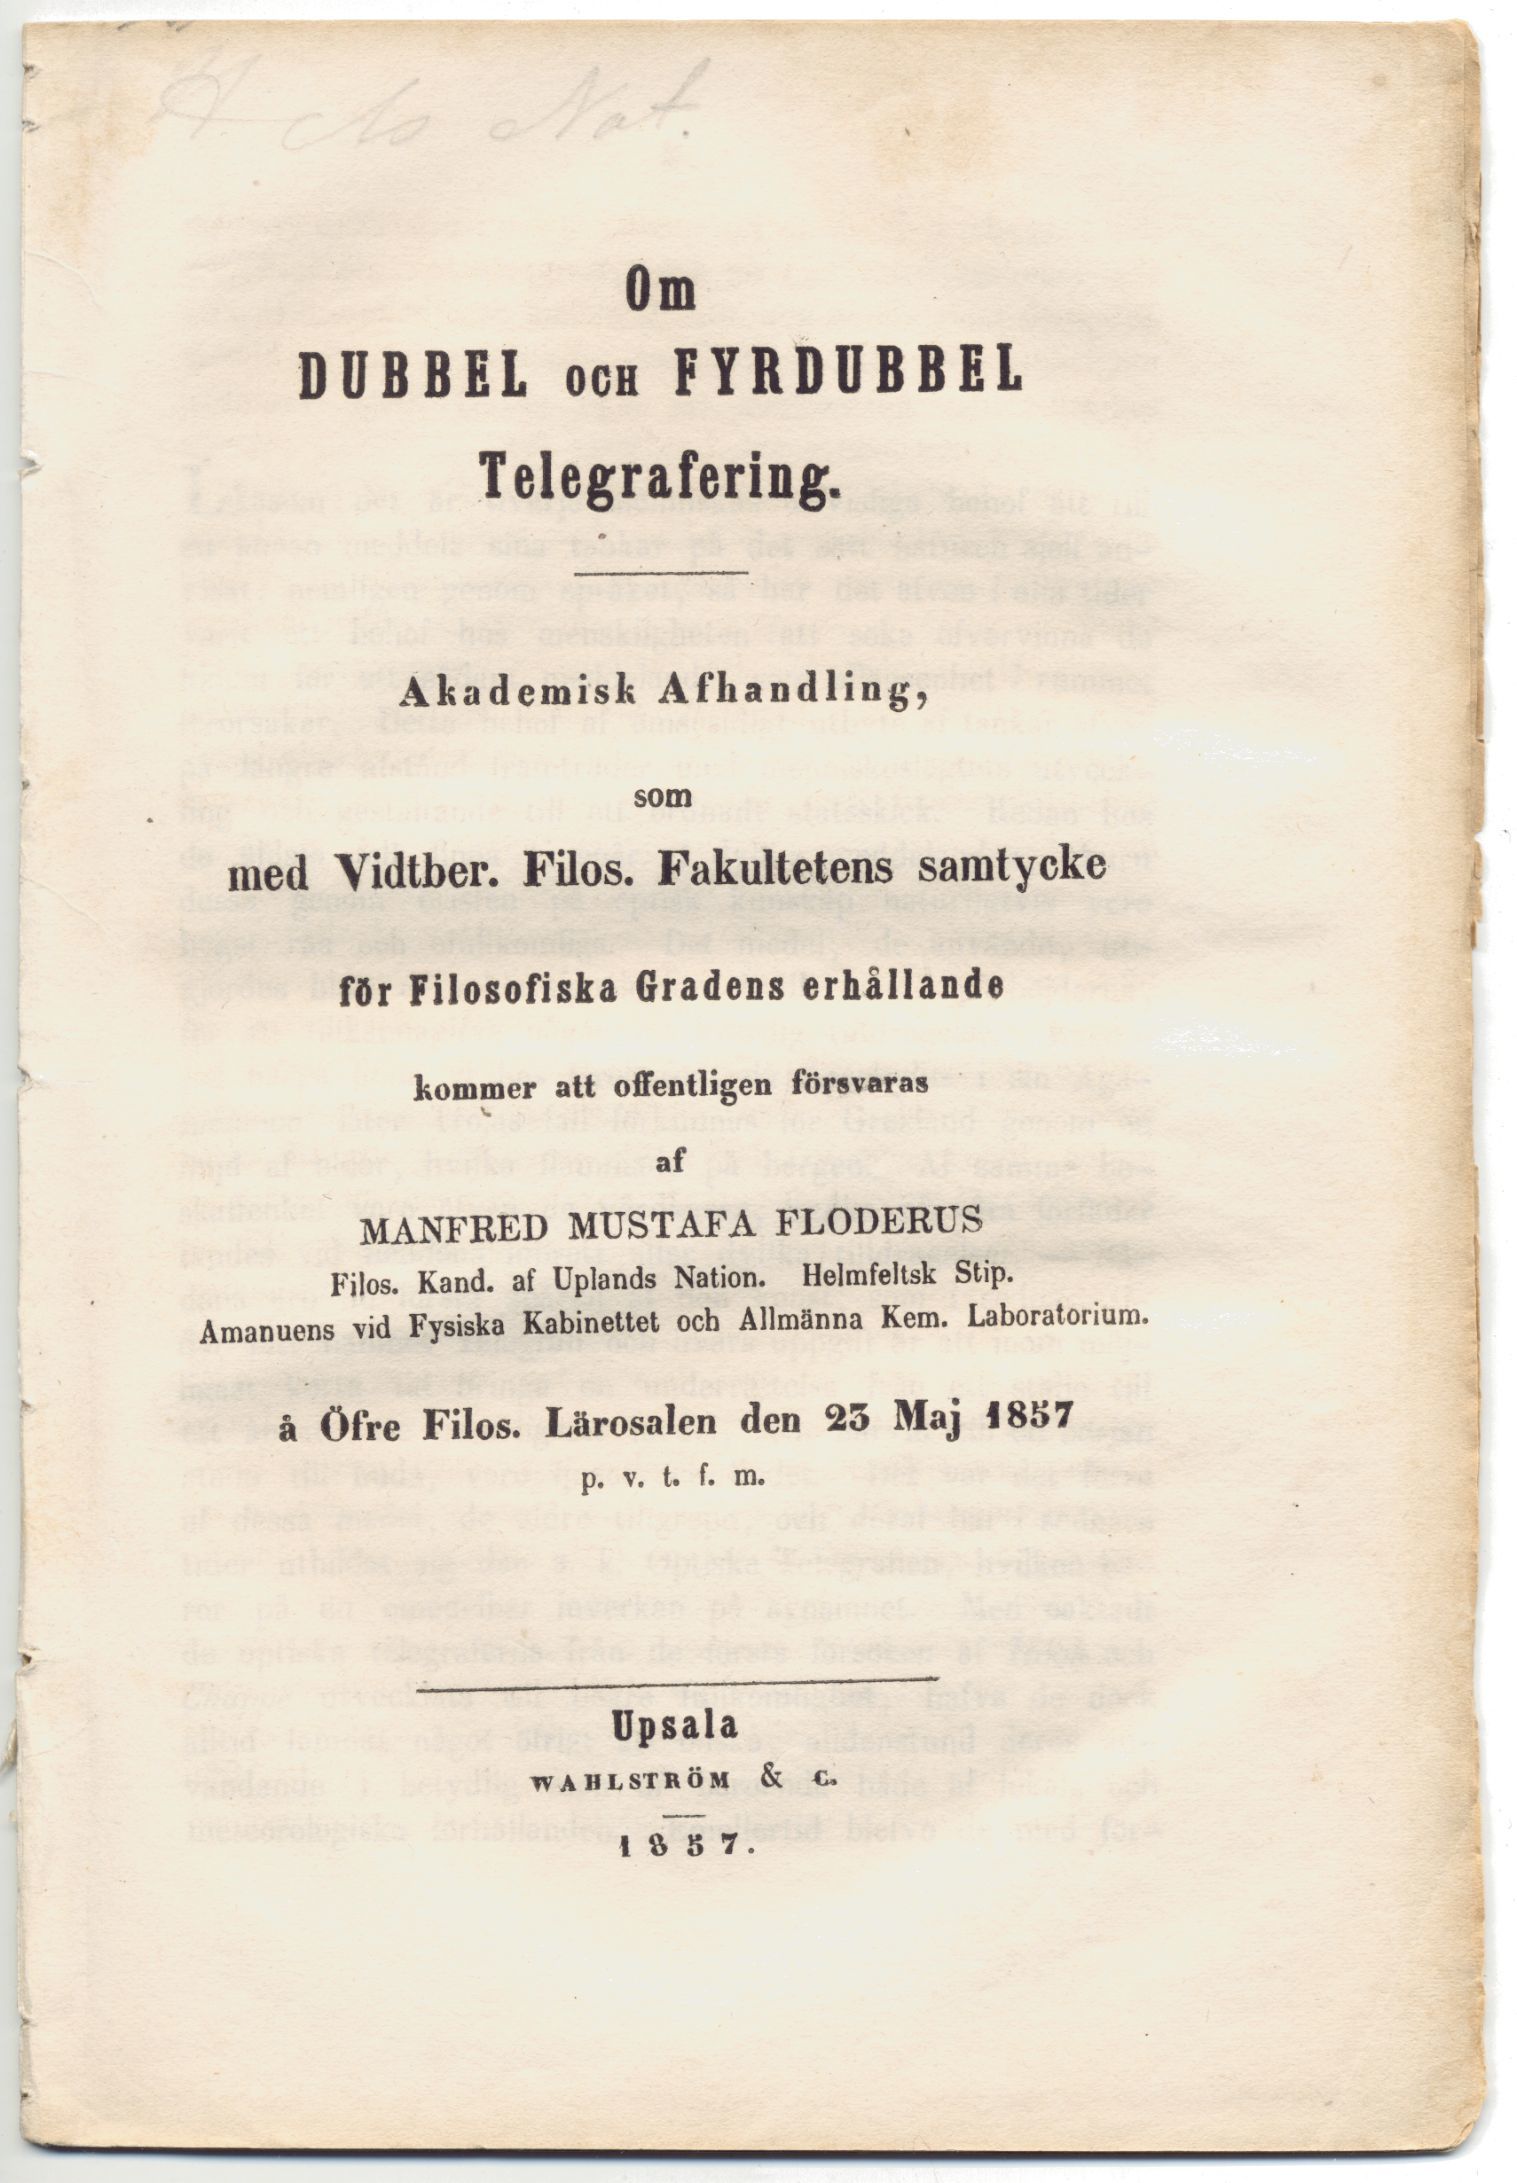 Om
DUBBEL OCH FYRDUBBEL
Telegrafering.
Akademisk Afhandling,
som
med Vidtber. Filos. Fakultetens samtycke
för Filosofiska Gradens erhållande
kommer att offentligen försvaras
af
MANFRED MUSTAFA FLODERUS
Filos. Kand. af Uplands Nation. Helmfeltsk Stip.
Amanuens vid Fysiska Kabinettet och Allmänna Kem. Laboratorium.
å Öfre Filos. Lärosalen den 23 Maj 1857
p. v. t. f. m.
Upsala
WAHLSTRÖM & C.
1857.